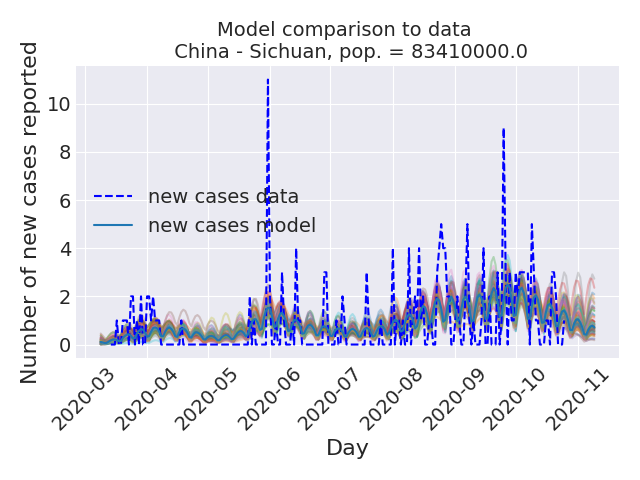 Model comparison to data
China - Sichuan, pop. = 83410000.0
Number of new cases reported
10
8
6
4
2
0
new cases data
new cases model
2020-03
2020-04
2020-05
2020-06
2020-07
2020-08
2020-09
2020-10
2020-11
Day